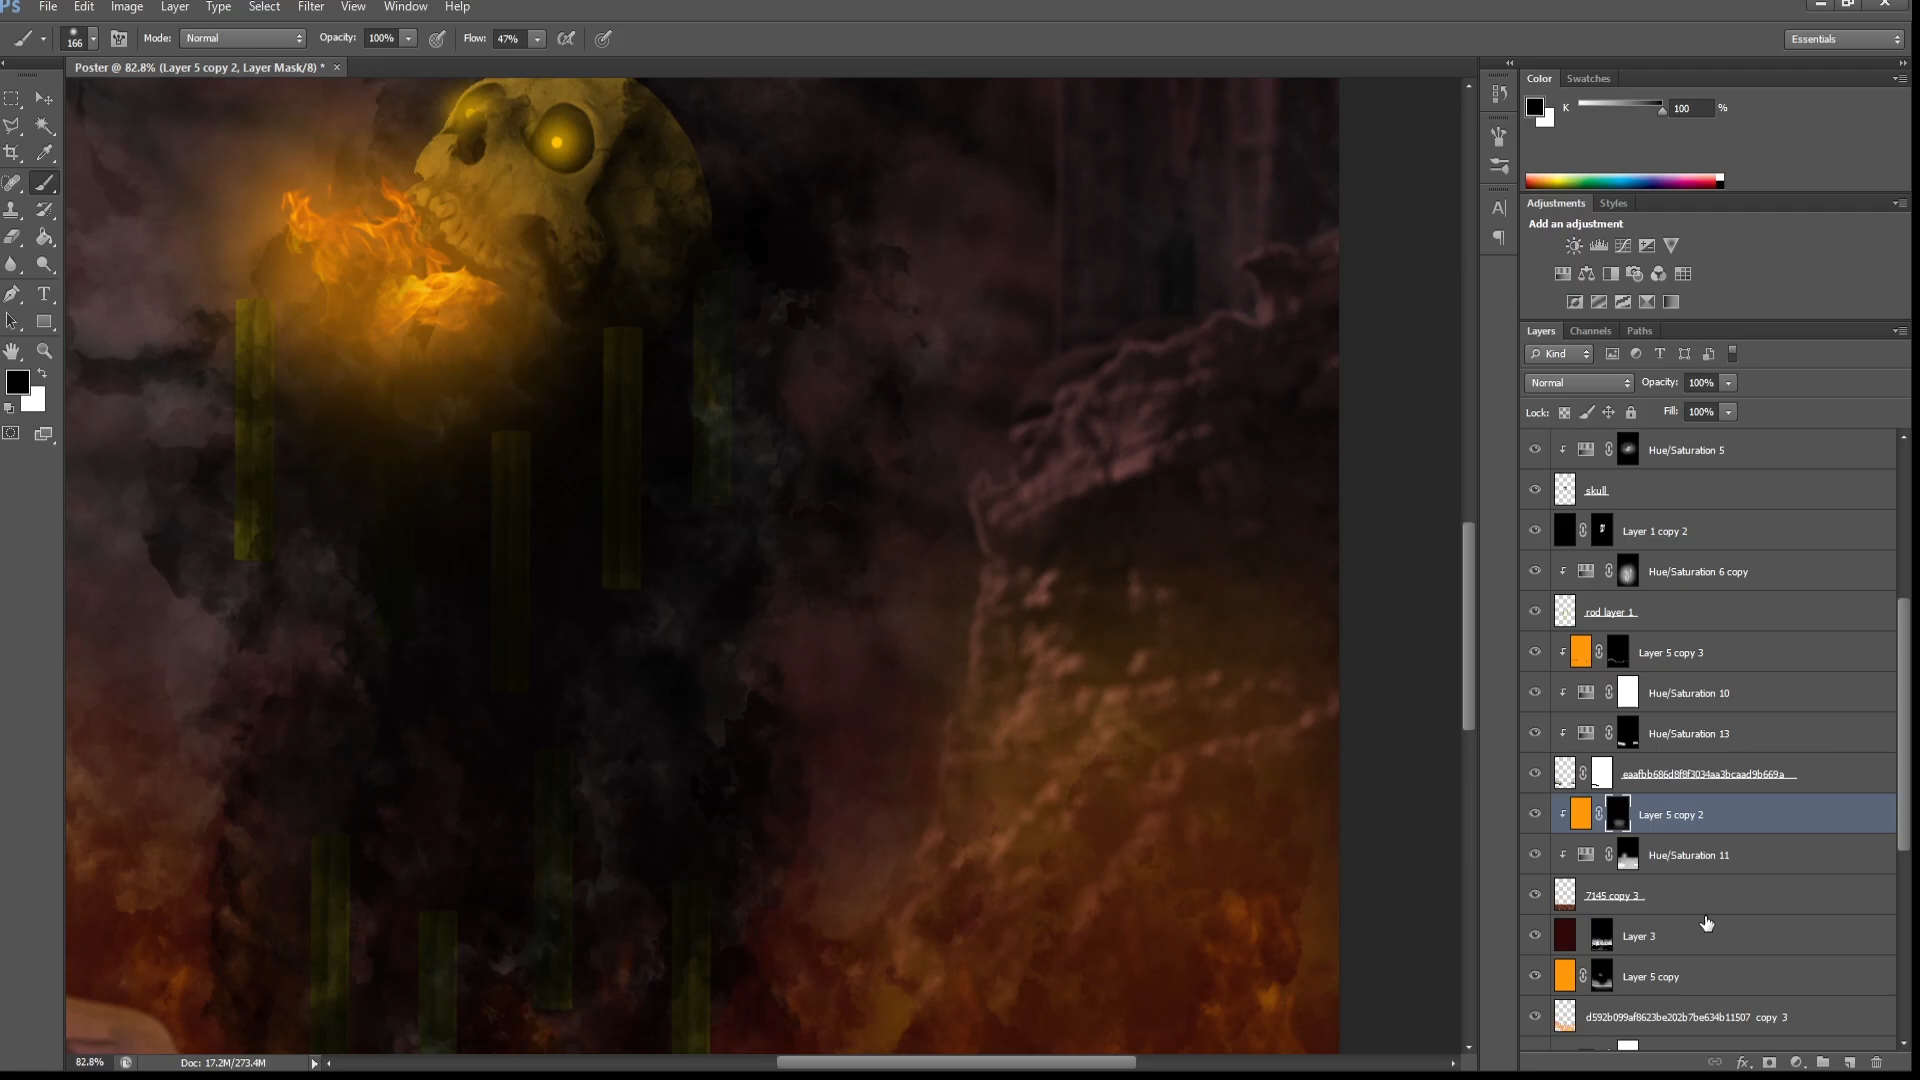 PS File Edit Image Layer Type Select Filter View Window Help
166 Mode: Normal Opacity: 100% Flow: 47% Essentials
Poster @ 82.8% (Layer 5 copy 2, Layer Mask/8) * ×
Color Swatches
K 100 %
Adjustments Styles
Add an adjustment
Layers Channels Paths
Kind
Normal Opacity: 100%
Lock: Fill: 100%
Hue/Saturation 5
skull
Layer 1 copy 2
Hue/Saturation 6 copy
rod layer 1
Layer 5 copy 3
Hue/Saturation 10
Hue/Saturation 13
eaafbb686d8f8f3034aa3bcaad9b669a
Layer 5 copy 2
Hue/Saturation 11
7145 copy 3
Layer 3
Layer 5 copy
d592b099af8623be202b7be634b11507 copy 3
82.8% Doc: 17.2M/273.4M